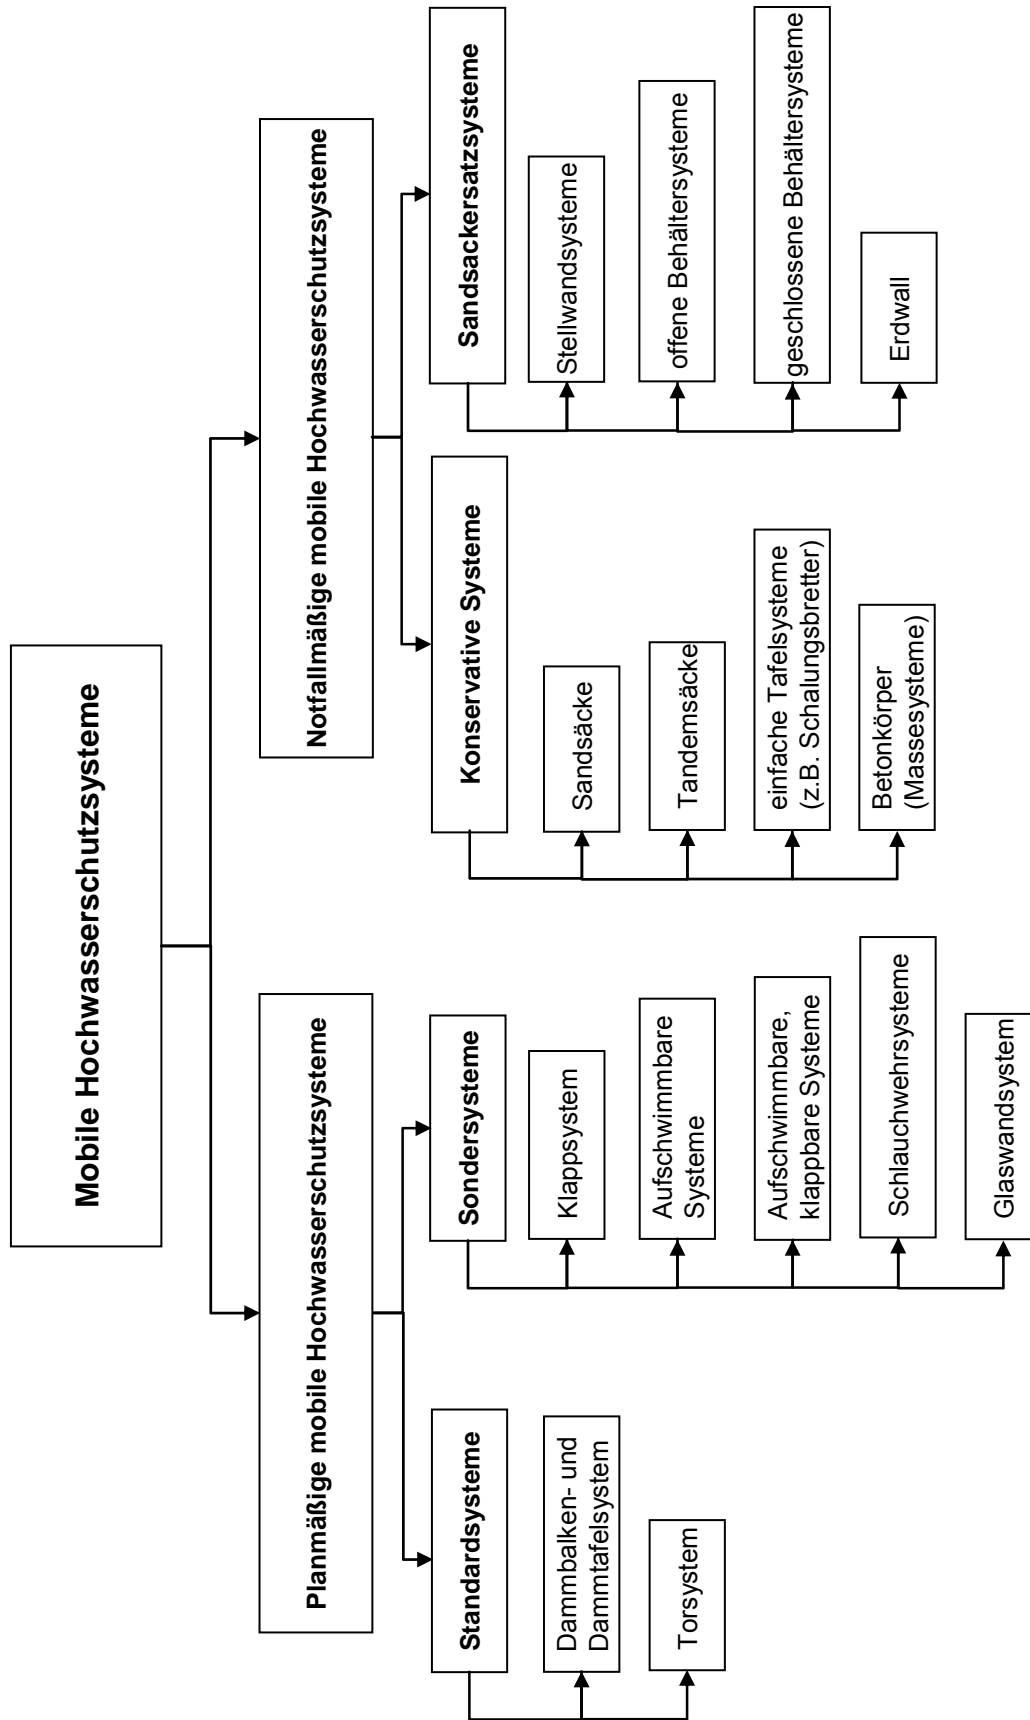 Mobile Hochwasserschutzsysteme
Planmäßige mobile Hochwasserschutzsysteme
Notfallmäßige mobile Hochwasserschutzsysteme
Standardsysteme
Sondersysteme
Konservative Systeme
Sandsackersatzsysteme
Dammbalken- und
Dammtafelsystem
Torsystem
Klappsystem
Aufschwimmbare
Systeme
Aufschwimmbare,
klappbare Systeme
Schlauchwehrsysteme
Glaswandsystem
Sandsäcke
Tandemsäcke
einfache Tafelsysteme
(z.B. Schalungsbretter)
Betonkörper
(Massesysteme)
Stellwandsysteme
offene Behältersysteme
geschlossene Behältersysteme
Erdwall